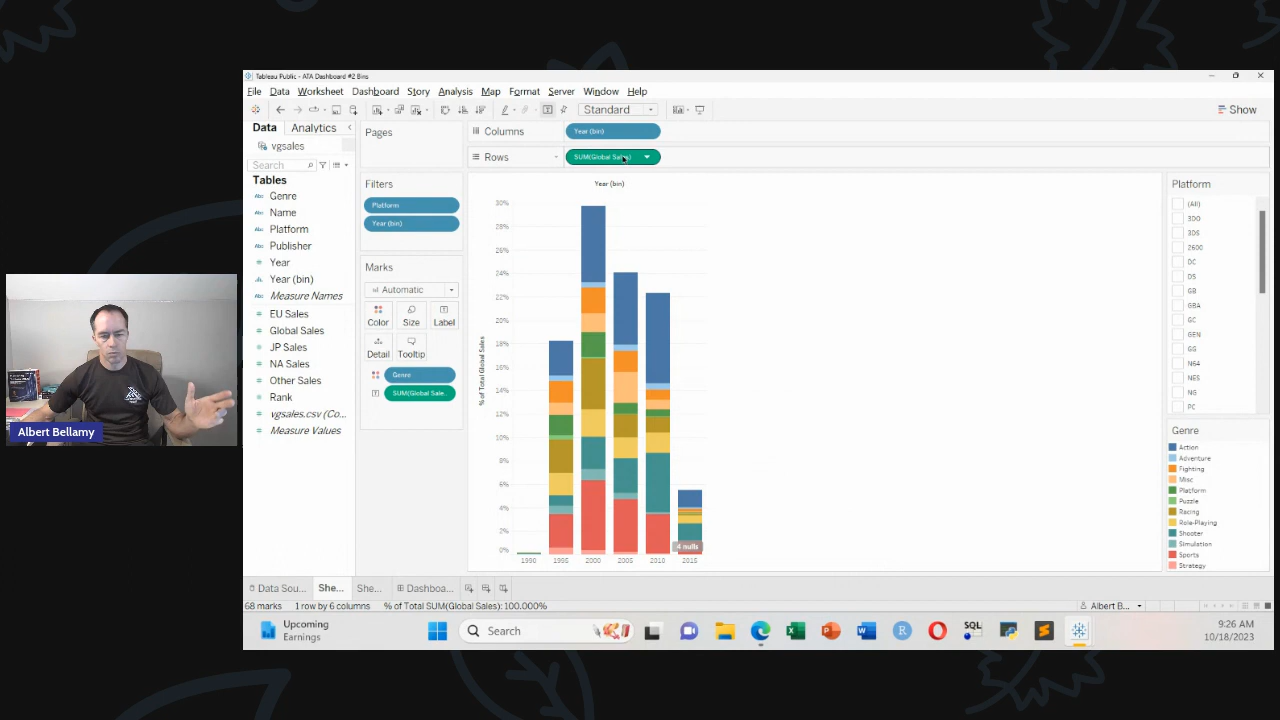 Tableau Public - ATA Dashboard #2 Bins
File Data Worksheet Dashboard Story Analysis Map Format Server Window Help
Standard
Show
Data Analytics
vgsales
Search
Tables
Genre
Name
Platform
Publisher
Year
Year (bin)
Measure Names
EU Sales
Global Sales
JP Sales
NA Sales
Other Sales
Rank
vgsales.csv (Co...
Measure Values
Pages
Filters
Platform
Year (bin)
Marks
Automatic
Color Size Label
Detail Tooltip
Genre
SUM(Global Sale..
Columns Year (bin)
Rows SUM(Global Sales)
Year (bin)
% of Total Global Sales
30%
28%
26%
24%
22%
20%
18%
16%
14%
12%
10%
8%
6%
4%
2%
0%
4 nulls
1990 1995 2000 2005 2010 2015
Platform
(All)
3DO
3DS
2600
DC
DS
GB
GBA
GC
GEN
GG
N64
NES
NG
PC
Genre
Action
Adventure
Fighting
Misc
Platform
Puzzle
Racing
Role-Playing
Shooter
Simulation
Sports
Strategy
Data Sou... She... She... Dashboa...
68 marks 1 row by 6 columns % of Total SUM(Global Sales): 100.000%
Albert B...
Upcoming
Earnings
Search
SQL
R
9:26 AM
10/18/2023
Albert Bellamy